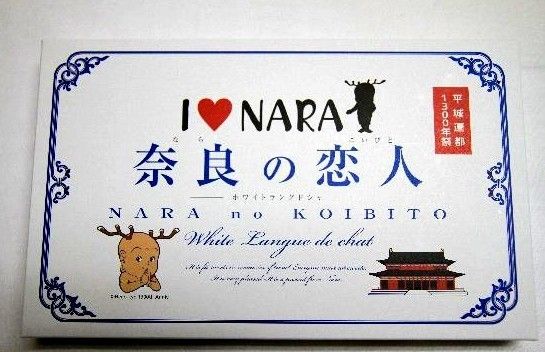 I ♥ NARA
平城遷都
1300年祭
なら こいびと
奈良の恋人
ホワイトラングドシャ
NARA no KOIBITO
White Langue de chat